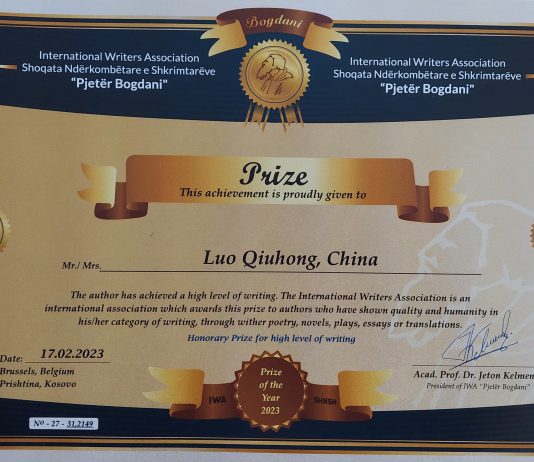 Bogdani
International Writers Association
Shoqata Ndërkombëtare e Shkrimtarëve
"Pjetër Bogdani"
International Writers Association
Shoqata Ndërkombëtare e Shkrimtarëve
"Pjetër Bogdani"
Prize
This achievement is proudly given to
Mr./ Mrs. Luo Qiuhong, China
The author has achieved a high level of writing. The International Writers Association is an
international association which awards this prize to authors who have shown quality and humanity in
his/her category of writing, through wither poetry, novels, plays, essays or translations.
Honorary Prize for high level of writing
Date: 17.02.2023
Brussels, Belgium
Prishtina, Kosovo
Prize
of the
Year
2023
IWA
SHNSH
Acad. Prof. Dr. Jeton Kelmen
President of IWA "Pjetër Bogdani"
Nº - 27 - 31,2149